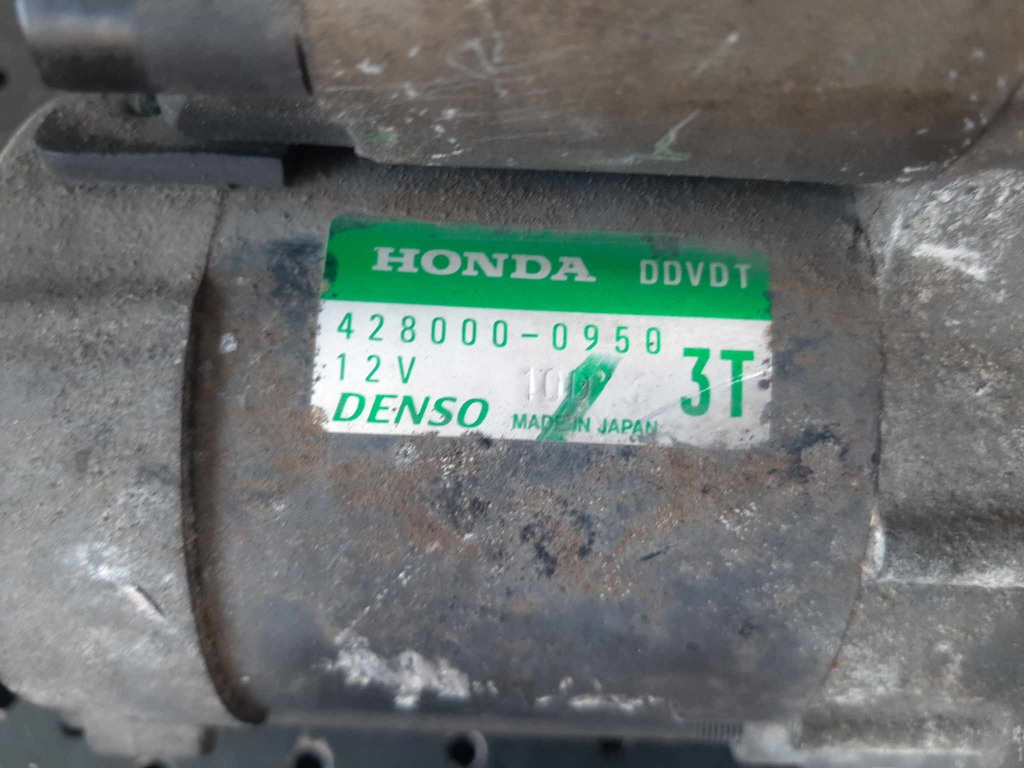 HONDA DDVDT
428000-0950
12V
3T
DENSO MADE IN JAPAN